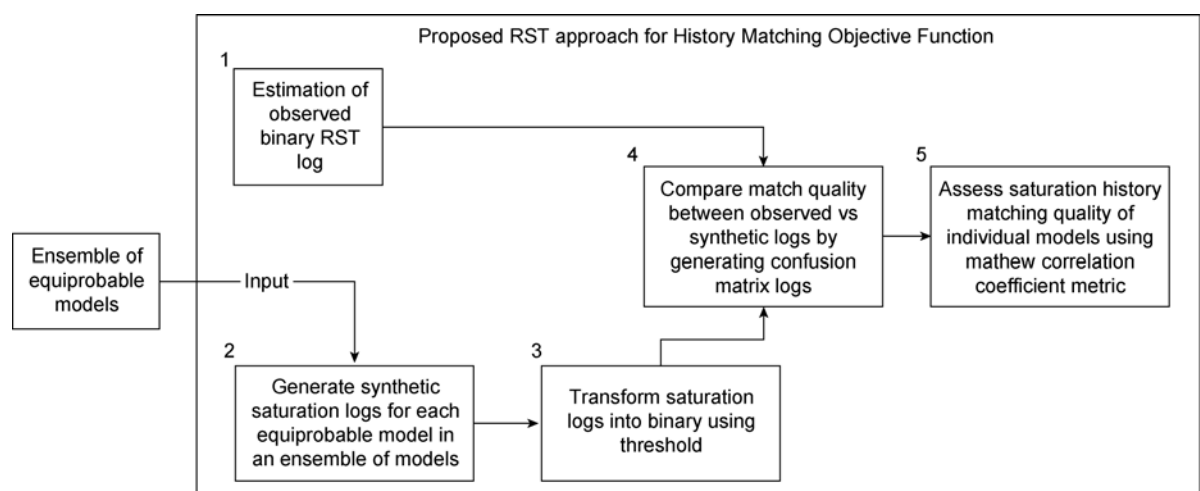 Proposed RST approach for History Matching Objective Function
1
Estimation of
observed
binary RST
log
4
Compare match quality
between observed vs
synthetic logs by
generating confusion
matrix logs
5
Assess saturation history
matching quality of
individual models using
mathew correlation
coefficient metric
Ensemble of
equiprobable
models
Input
2
Generate synthetic
saturation logs for each
equiprobable model in
an ensemble of models
3
Transform saturation
logs into binary using
threshold